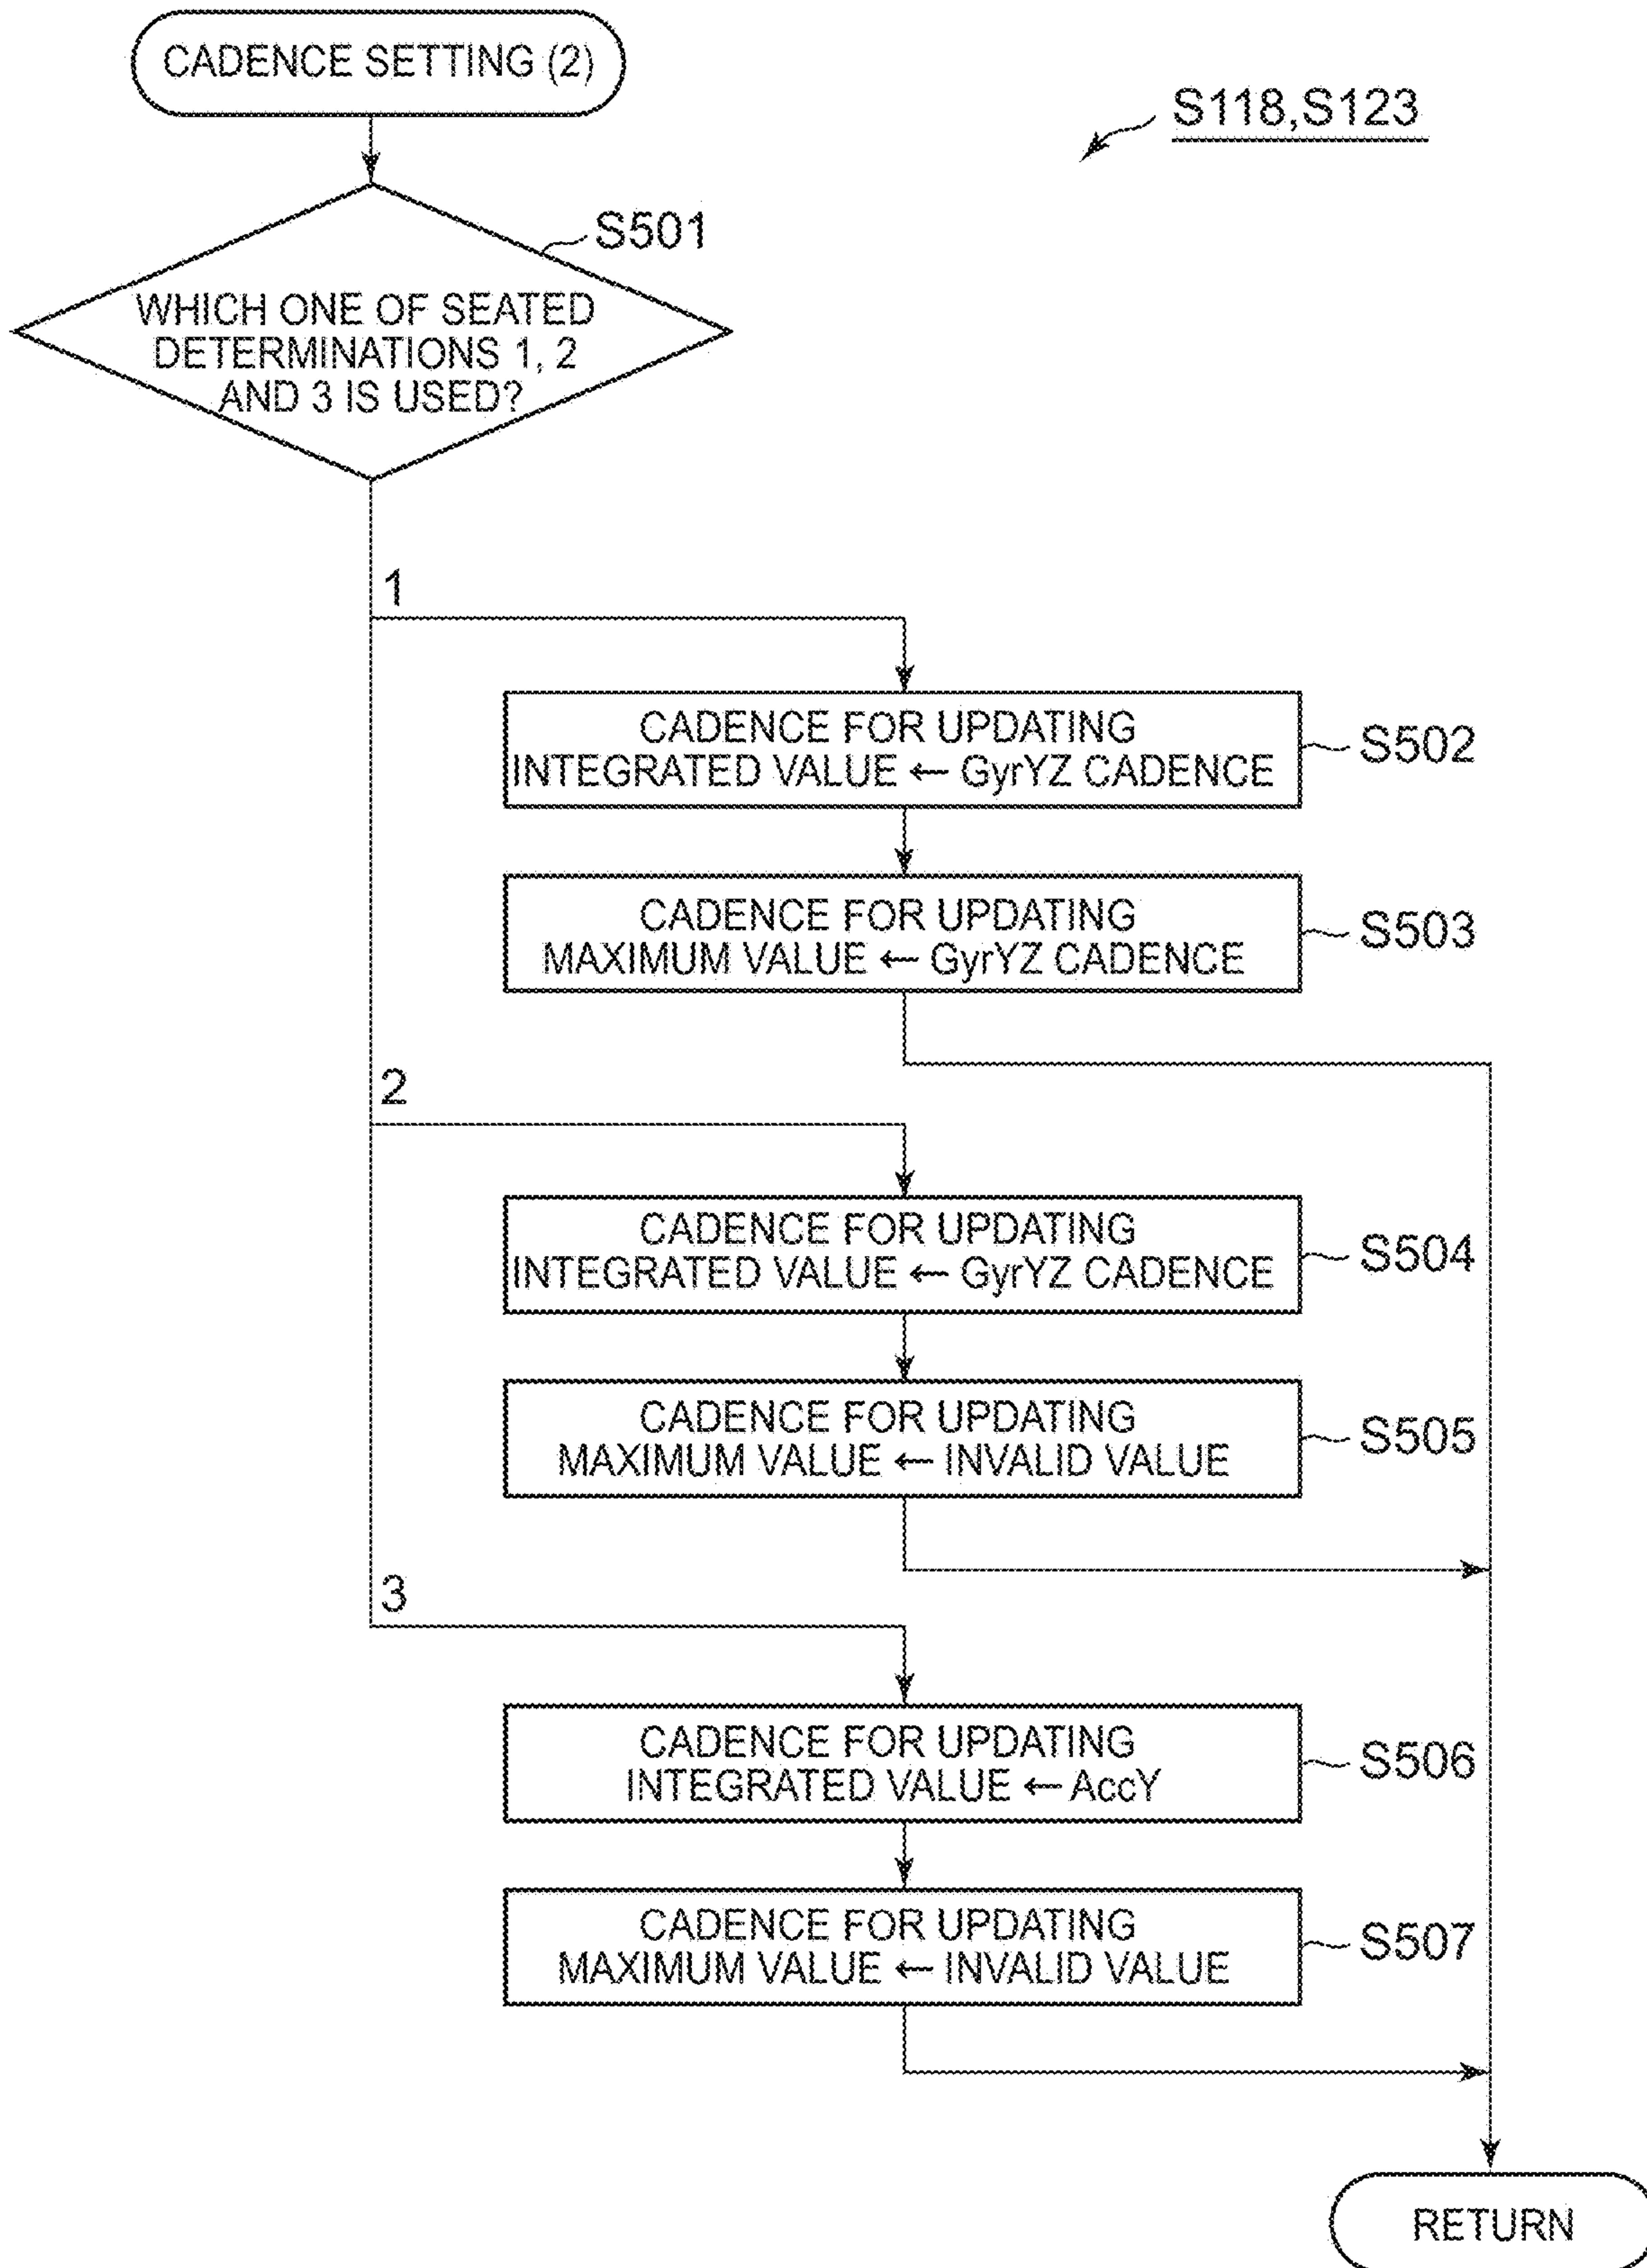 CADENCE SETTING (2)
S118,S123
S501
WHICH ONE OF SEATED
DETERMINATIONS 1, 2
AND 3 IS USED?
1
CADENCE FOR UPDATING
INTEGRATED VALUE ← GyrYZ CADENCE
S502
CADENCE FOR UPDATING
MAXIMUM VALUE ← GyrYZ CADENCE
S503
2
CADENCE FOR UPDATING
INTEGRATED VALUE ← GyrYZ CADENCE
S504
CADENCE FOR UPDATING
MAXIMUM VALUE ← INVALID VALUE
S505
3
CADENCE FOR UPDATING
INTEGRATED VALUE ← AccY
S506
CADENCE FOR UPDATING
MAXIMUM VALUE ← INVALID VALUE
S507
RETURN